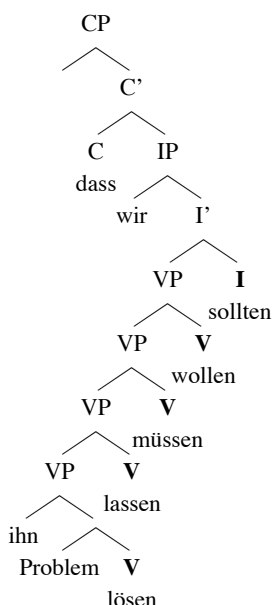 CP
C’
C IP
dass
wir I’
VP I
sollten
VP V
wollen
VP V
müssen
VP V
lassen
ihn
Problem V
lösen